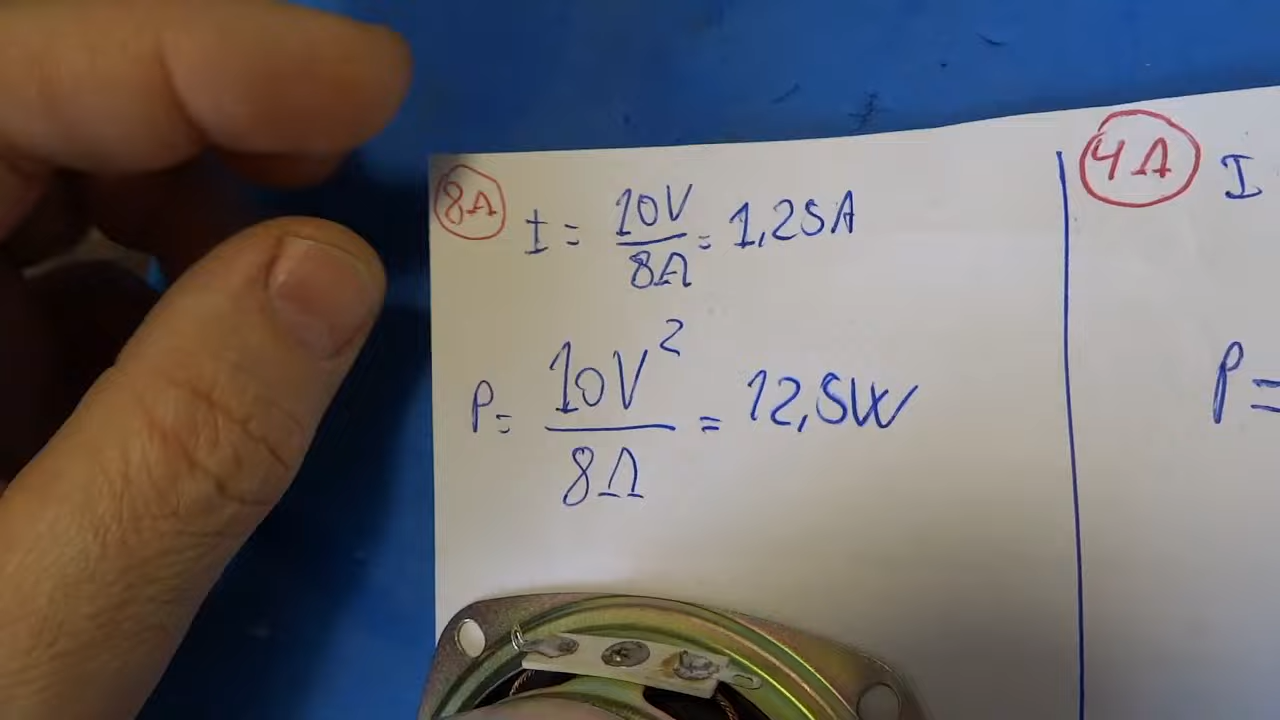 8Ω I = 10V / 8Ω = 1,25A
P = 10V² / 8Ω = 12,5W
4Ω I
P =